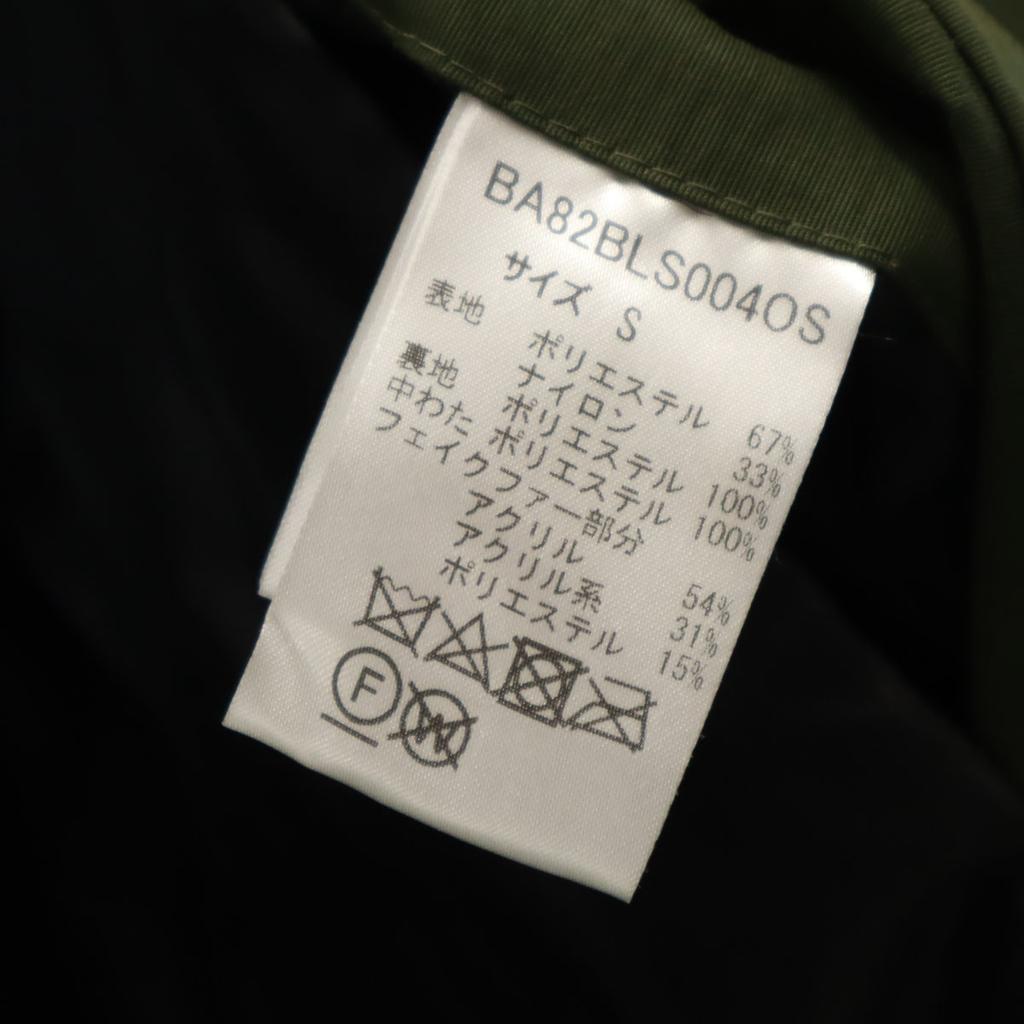 BA82BLS004OS
サイズ S
表地 ポリエステル 67%
ナイロン 33%
裏地 ポリエステル 100%
中わた ポリエステル 100%
フェイクファー部分
アクリル 54%
アクリル系 31%
ポリエステル 15%
F W